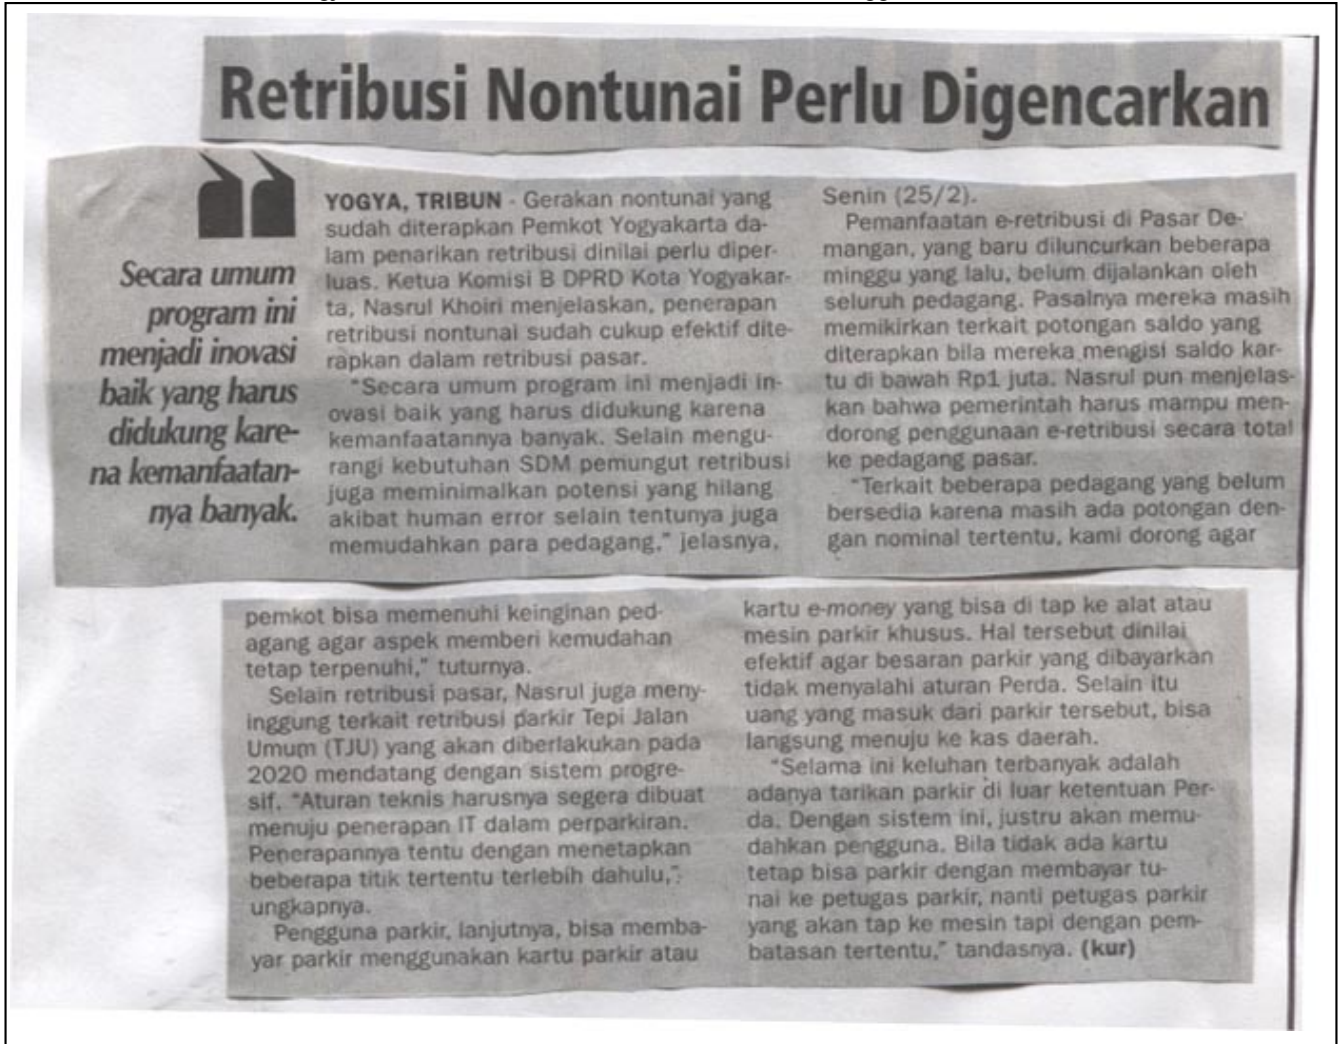 Retribusi Nontunai Perlu Digencarkan
Secara umum
program ini
menjadi inovasi
baik yang harus
didukung kare-
na kemanfaatan-
nya banyak.
YOGYA, TRIBUN - Gerakan nontunai yang
sudah diterapkan Pemkot Yogyakarta da-
lam penarikan retribusi dinilai perlu diper-
luas. Ketua Komisi B DPRD Kota Yogyakar-
ta, Nasrul Khoiri menjelaskan, penerapan
retribusi nontunai sudah cukup efektif dite-
rapkan dalam retribusi pasar.
"Secara umum program ini menjadi in-
ovasi baik yang harus didukung karena
kemanfaatannya banyak. Selain mengu-
rangi kebutuhan SDM pemungut retribusi
juga meminimalkan potensi yang hilang
akibat human error selain tentunya juga
memudahkan para pedagang," jelasnya,
Senin (25/2).
Pemanfaatan e-retribusi di Pasar De-
mangan, yang baru diluncurkan beberapa
minggu yang lalu, belum dijalankan oleh
seluruh pedagang. Pasalnya mereka masih
memikirkan terkait potongan saldo yang
diterapkan bila mereka mengisi saldo kar-
tu di bawah Rp1 juta. Nasrul pun menjelas-
kan bahwa pemerintah harus mampu men-
dorong penggunaan e-retribusi secara total
ke pedagang pasar.
"Terkait beberapa pedagang yang belum
bersedia karena masih ada potongan den-
gan nominal tertentu, kami dorong agar
pemkot bisa memenuhi keinginan ped-
agang agar aspek memberi kemudahan
tetap terpenuhi," tuturnya.
Selain retribusi pasar, Nasrul juga meny-
inggung terkait retribusi parkir Tepi Jalan
Umum (TJU) yang akan diberlakukan pada
2020 mendatang dengan sistem progre-
sif. "Aturan teknis harusnya segera dibuat
menuju penerapan IT dalam perparkiran.
Penerapannya tentu dengan menetapkan
beberapa titik tertentu terlebih dahulu,"
ungkapnya.
Pengguna parkir, lanjutnya, bisa memba-
yar parkir menggunakan kartu parkir atau
kartu e-money yang bisa di tap ke alat atau
mesin parkir khusus. Hal tersebut dinilai
efektif agar besaran parkir yang dibayarkan
tidak menyalahi aturan Perda. Selain itu
uang yang masuk dari parkir tersebut, bisa
langsung menuju ke kas daerah.
"Selama ini keluhan terbanyak adalah
adanya tarikan parkir di luar ketentuan Per-
da. Dengan sistem ini, justru akan memu-
dahkan pengguna. Bila tidak ada kartu
tetap bisa parkir dengan membayar tu-
nai ke petugas parkir, nanti petugas parkir
yang akan tap ke mesin tapi dengan pem-
batasan tertentu," tandasnya. (kur)